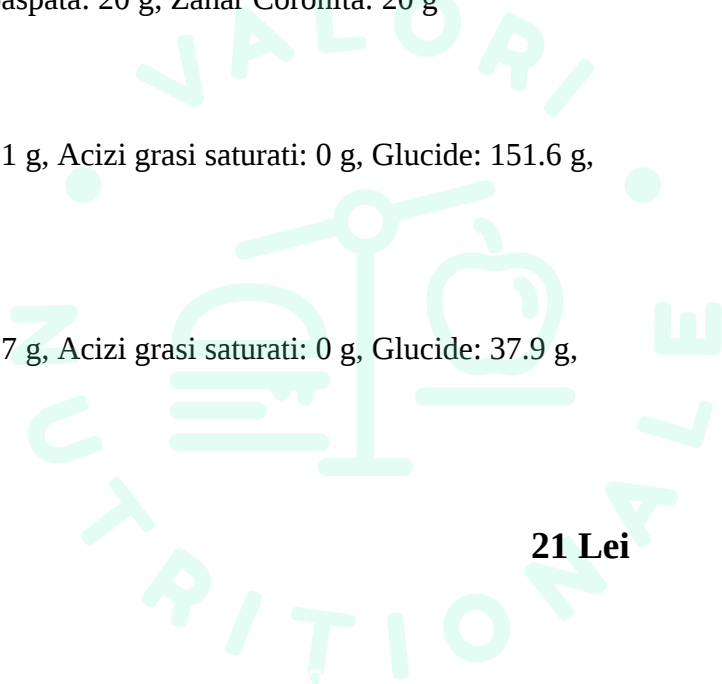 20 g, Zahar Coronita: 20 g
1 g, Acizi grasi saturati: 0 g, Glucide: 151.6 g,
7 g, Acizi grasi saturati: 0 g, Glucide: 37.9 g,
21 Lei
VALORI
NUTRITIONALE